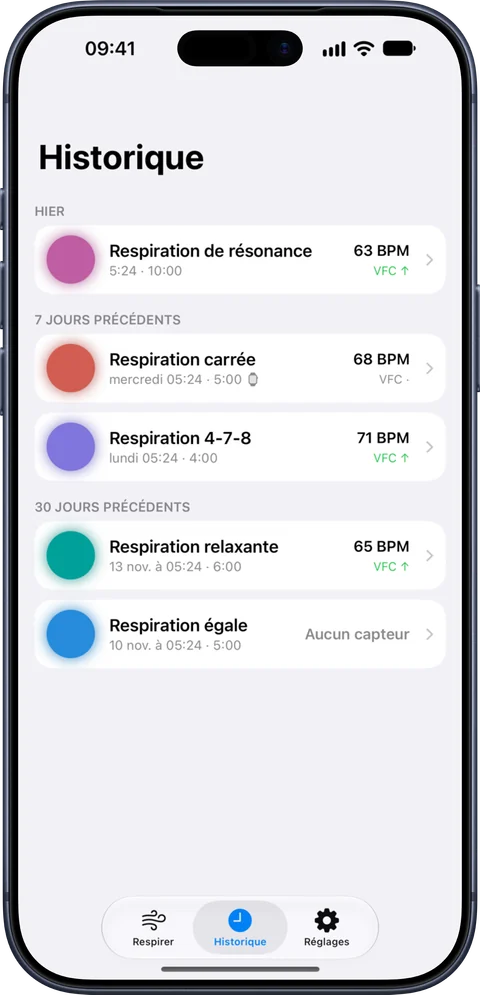 09:41
Historique
HIER
Respiration de résonance
63 BPM
5:24 · 10:00
VFC ↑
7 JOURS PRÉCÉDENTS
Respiration carrée
68 BPM
mercredi 05:24 · 5:00
VFC ·
Respiration 4-7-8
71 BPM
lundi 05:24 · 4:00
VFC ↑
30 JOURS PRÉCÉDENTS
Respiration relaxante
65 BPM
13 nov. à 05:24 · 6:00
VFC ↑
Respiration égale
Aucun capteur
10 nov. à 05:24 · 5:00
Respirer
Historique
Réglages